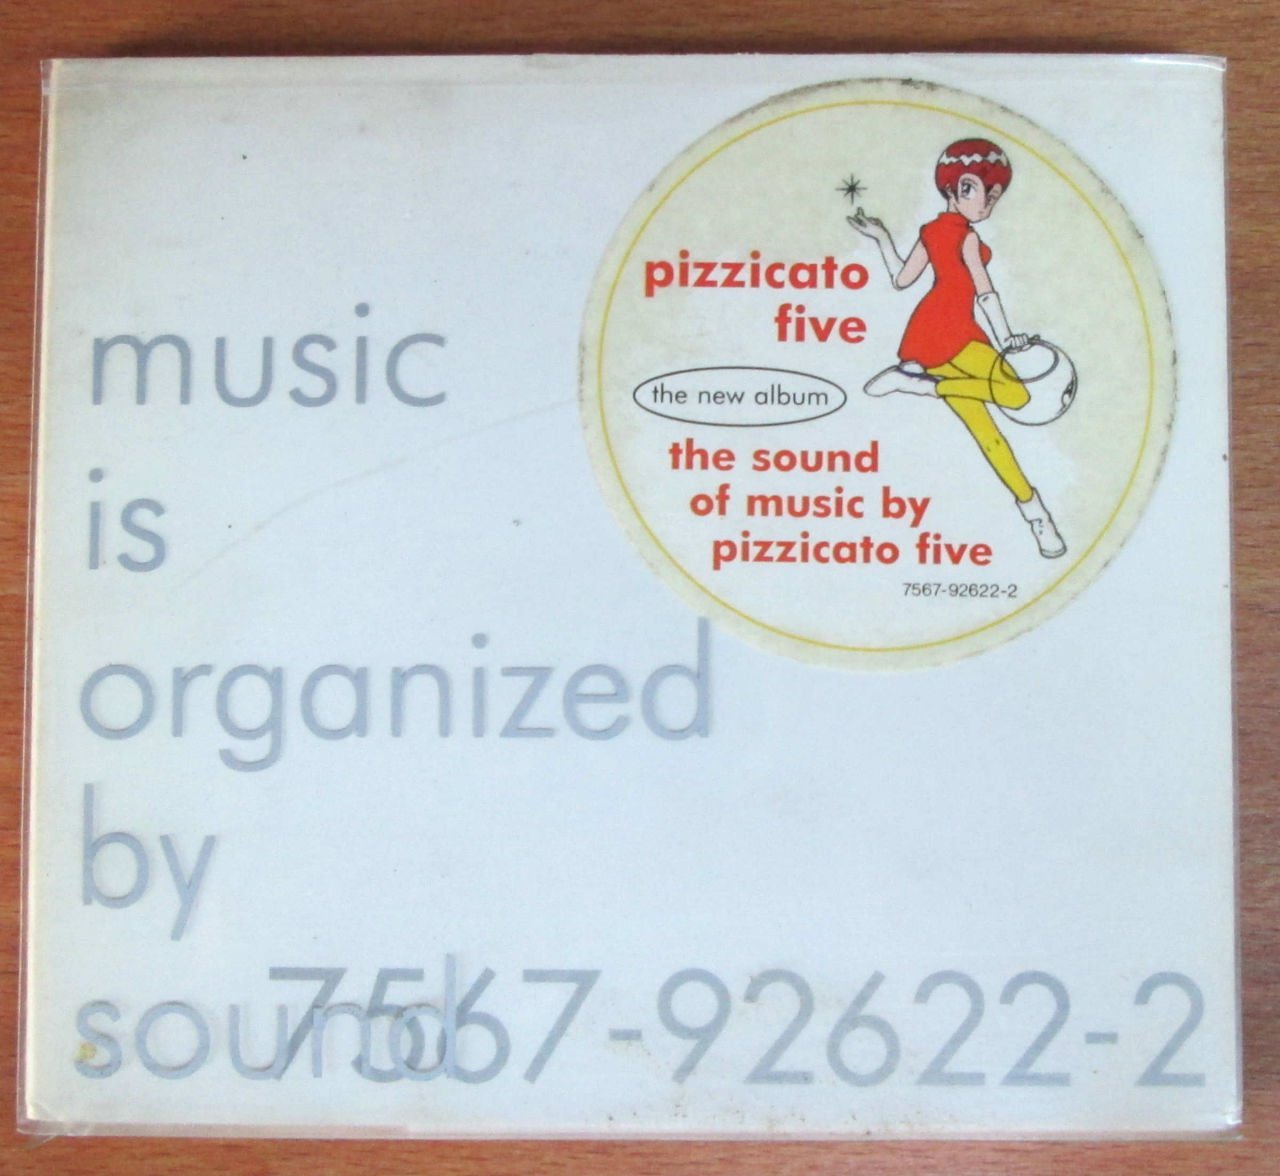 pizzicato
five
the new album
the sound
of music by
pizzicato five
7567-92622-2
music
is
organized
by
sound
7567-92622-2